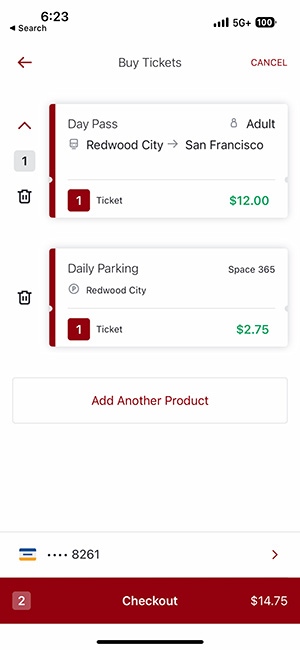 6:23
5G+ 100
Search
Buy Tickets
CANCEL
Day Pass
Adult
1
Redwood City → San Francisco
1 Ticket
$12.00
Daily Parking
Space 365
Redwood City
1 Ticket
$2.75
Add Another Product
•••• 8261
2 Checkout $14.75